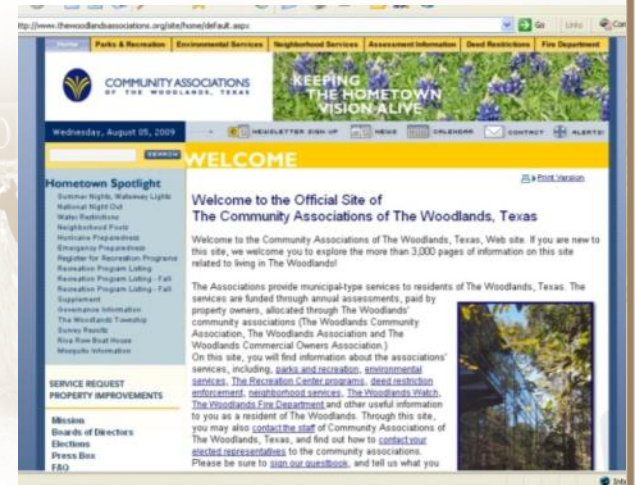 http://www.thewoodlandsassociations.org/site/home/default.aspx
Go
Links
Home
Parks & Recreation
Environmental Services
Neighborhood Services
Assessment Information
Deed Restrictions
Fire Department
COMMUNITY ASSOCIATIONS
OF THE WOODLANDS, TEXAS
KEEPING
THE HOMETOWN
VISION ALIVE
Wednesday, August 05, 2009
NEWSLETTER SIGN UP
NEWS
CALENDAR
CONTACT
ALERTS!
SEARCH
WELCOME
Print Version
Hometown Spotlight
Summer Nights, Waterway Lights
National Night Out
Water Restrictions
Neighborhood Pools
Hurricane Preparedness
Emergency Preparedness
Register for Recreation Programs
Recreation Program Listing
Recreation Program Listing - Fall
Recreation Program Listing - Fall
Supplement
Governance Information
The Woodlands Township
Survey Results
Riva Row Boat House
Mosquito Information
SERVICE REQUEST
PROPERTY IMPROVEMENTS
Mission
Boards of Directors
Elections
Press Box
FAQ
Welcome to the Official Site of
The Community Associations of The Woodlands, Texas
Welcome to the Community Associations of The Woodlands, Texas, Web site. If you are new to
this site, we welcome you to explore the more than 3,000 pages of information on this site
related to living in The Woodlands!
The Associations provide municipal-type services to residents of The Woodlands, Texas. The
services are funded through annual assessments, paid by
property owners, allocated through The Woodlands'
community associations (The Woodlands Community
Association, The Woodlands Association and The
Woodlands Commercial Owners Association.)
On this site, you will find information about the associations'
services, including, parks and recreation, environmental
services, The Recreation Center programs, deed restriction
enforcement, neighborhood services, The Woodlands Watch,
The Woodlands Fire Department and other useful information
to you as a resident of The Woodlands. Through this site,
you may also contact the staff of Community Associations of
The Woodlands, Texas, and find out how to contact your
elected representatives to the community associations.
Please be sure to sign our guestbook, and tell us what you